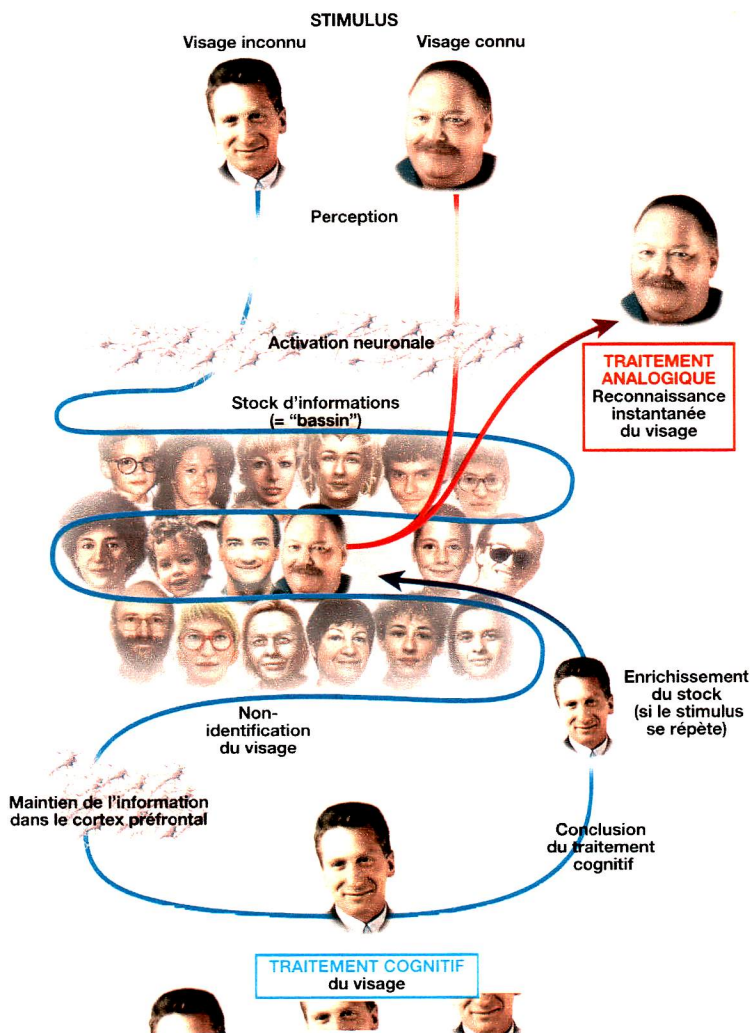 STIMULUS
Visage inconnu
Visage connu
Perception
Activation neuronale
TRAITEMENT
ANALOGIQUE
Reconnaissance
instantanée
du visage
Stock d'informations
(= "bassin")
Enrichissement
du stock
(si le stimulus
se répète)
Non-
identification
du visage
Maintien de l'information
dans le cortex préfrontal
Conclusion
du traitement
cognitif
TRAITEMENT COGNITIF
du visage